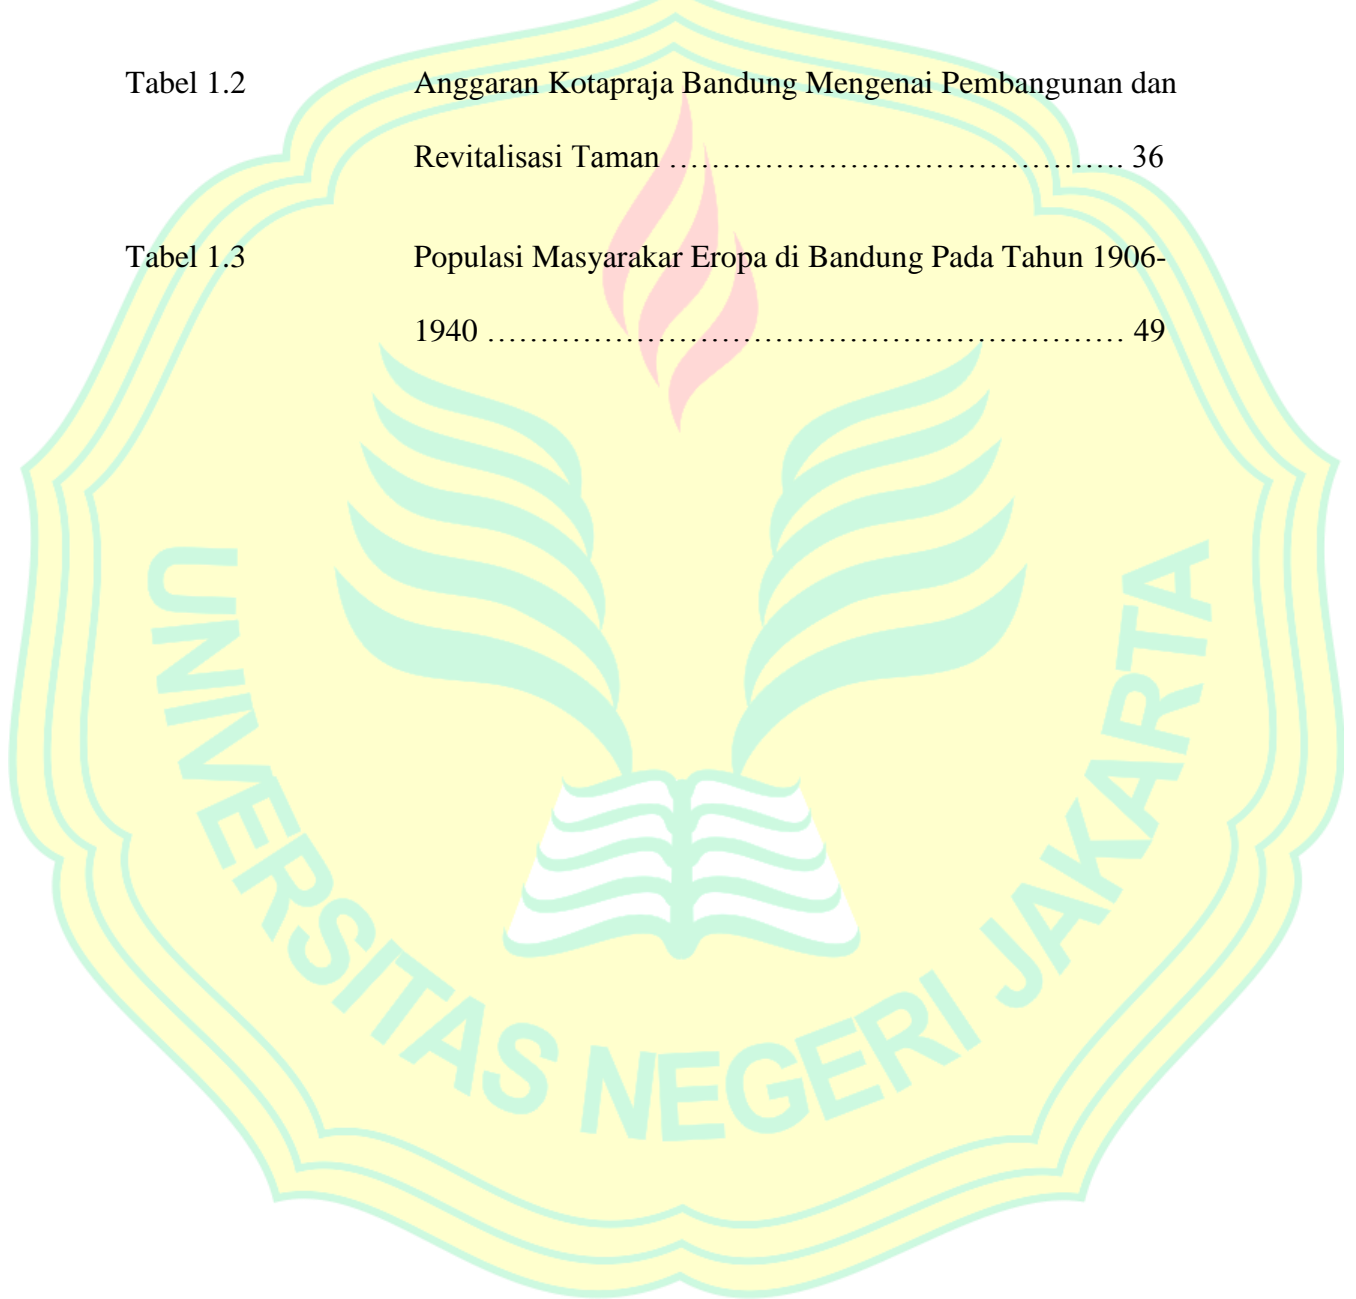 Tabel 1.2 Anggaran Kotapraja Bandung Mengenai Pembangunan dan
Revitalisasi Taman ……………………………………. 36
Tabel 1.3 Populasi Masyarakar Eropa di Bandung Pada Tahun 1906-
1940 …………………………………………………… 49
UNIVERSITAS NEGERI JAKARTA